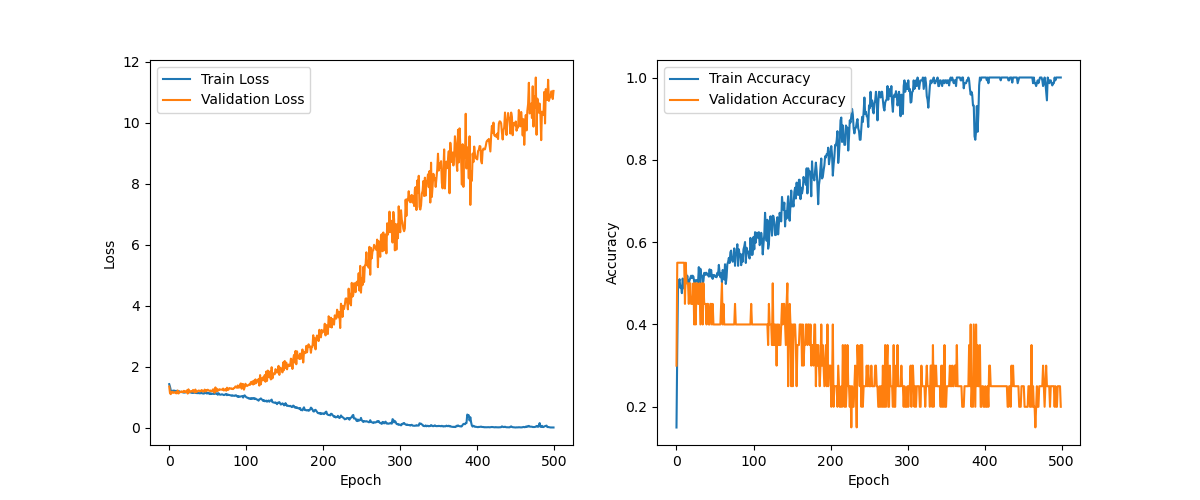 Train Loss
Validation Loss
12
10
8
6
4
2
0
Loss
0 100 200 300 400 500
Epoch
Train Accuracy
Validation Accuracy
1.0
0.8
0.6
0.4
0.2
Accuracy
0 100 200 300 400 500
Epoch